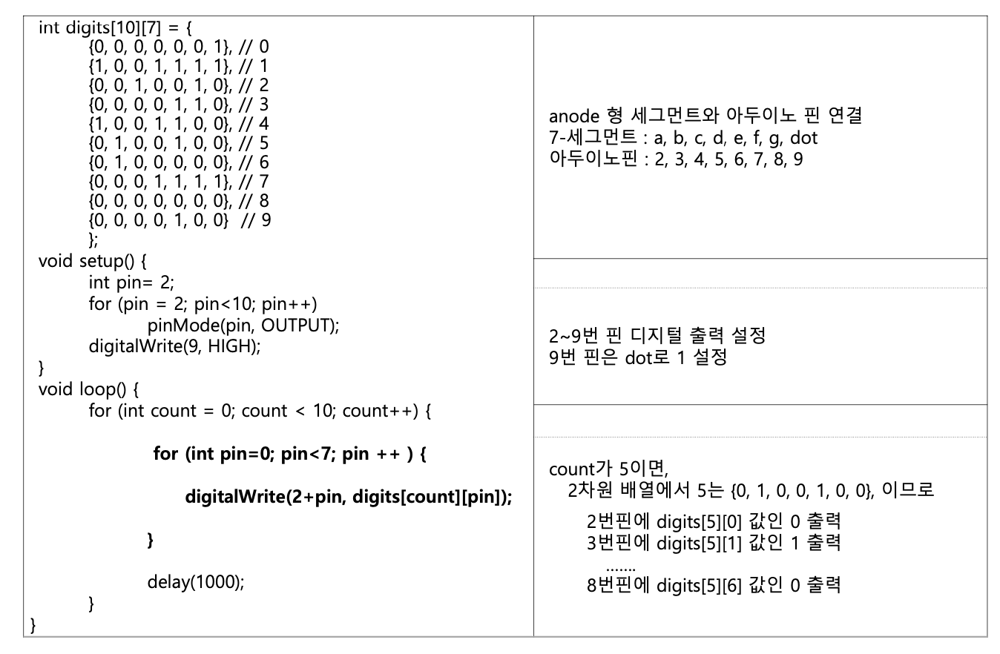 int digits[10][7] = {
{0, 0, 0, 0, 0, 0, 1}, // 0
{1, 0, 0, 1, 1, 1, 1}, // 1
{0, 0, 1, 0, 0, 1, 0}, // 2
{0, 0, 0, 0, 1, 1, 0}, // 3
{1, 0, 0, 1, 1, 0, 0}, // 4
{0, 1, 0, 0, 1, 0, 0}, // 5
{0, 1, 0, 0, 0, 0, 0}, // 6
{0, 0, 0, 1, 1, 1, 1}, // 7
{0, 0, 0, 0, 0, 0, 0}, // 8
{0, 0, 0, 0, 1, 0, 0} // 9
};
void setup() {
int pin= 2;
for (pin = 2; pin<10; pin++)
pinMode(pin, OUTPUT);
digitalWrite(9, HIGH);
}
void loop() {
for (int count = 0; count < 10; count++) {
for (int pin=0; pin<7; pin ++ ) {
digitalWrite(2+pin, digits[count][pin]);
}
delay(1000);
}
}
anode 형 세그먼트와 아두이노 핀 연결
7-세그먼트 : a, b, c, d, e, f, g, dot
아두이노핀 : 2, 3, 4, 5, 6, 7, 8, 9
2~9번 핀 디지털 출력 설정
9번 핀은 dot로 1 설정
count가 5이면,
2차원 배열에서 5는 {0, 1, 0, 0, 1, 0, 0}, 이므로
2번핀에 digits[5][0] 값인 0 출력
3번핀에 digits[5][1] 값인 1 출력
.......
8번핀에 digits[5][6] 값인 0 출력